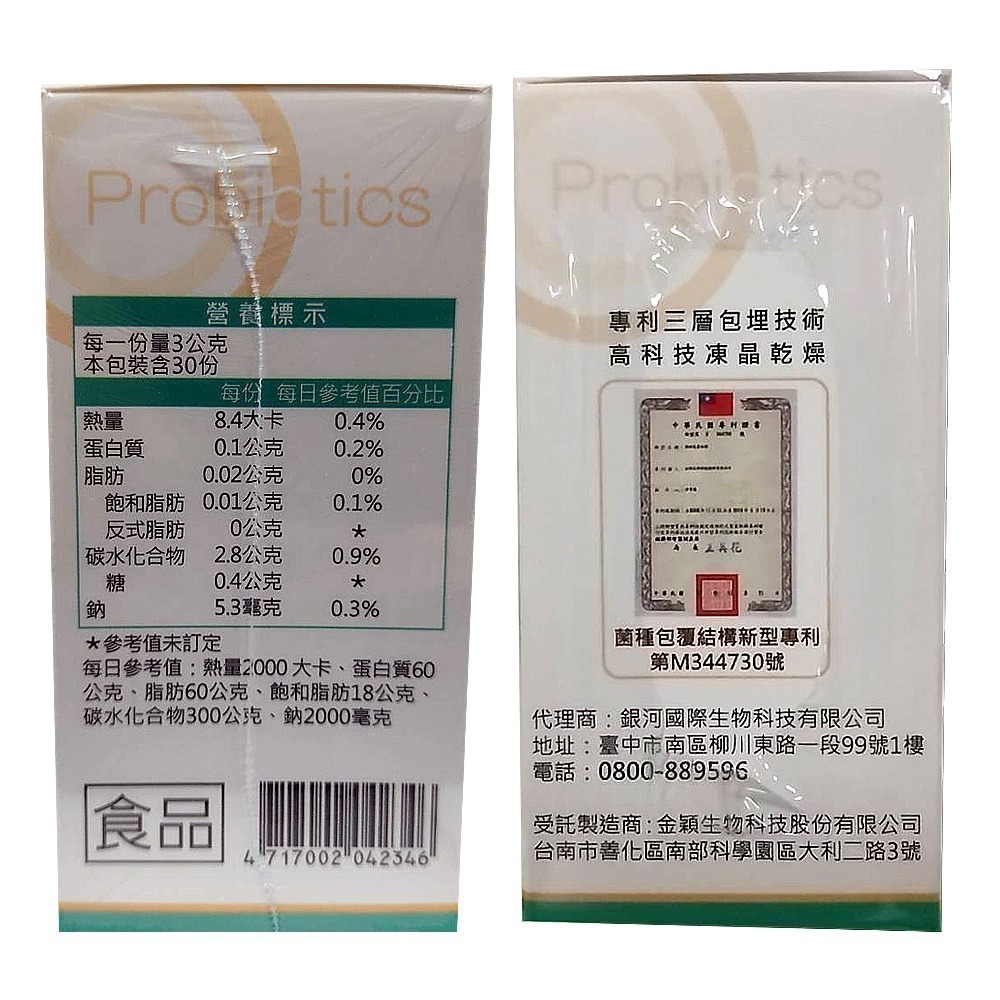 Probiotics
營養標示
每一份量3公克
本包裝含30份
每份 每日參考值百分比
熱量 8.4大卡 0.4%
蛋白質 0.1公克 0.2%
脂肪 0.02公克 0%
飽和脂肪 0.01公克 0.1%
反式脂肪 0公克 *
碳水化合物 2.8公克 0.9%
糖 0.4公克 *
鈉 5.3毫克 0.3%
*參考值未訂定
每日參考值：熱量2000大卡、蛋白質60
公克、脂肪60公克、飽和脂肪18公克、
碳水化合物300公克、鈉2000毫克
食品
4 717002 042346
Probiotics
專利三層包埋技術
高科技凍晶乾燥
中華民國專利證書
菌種包覆結構新型專利
第M344730號
代理商：銀河國際生物科技有限公司
地址：臺中市南區柳川東路一段99號1樓
電話：0800-889596
受託製造商：金穎生物科技股份有限公司
台南市善化區南部科學園區大利二路3號